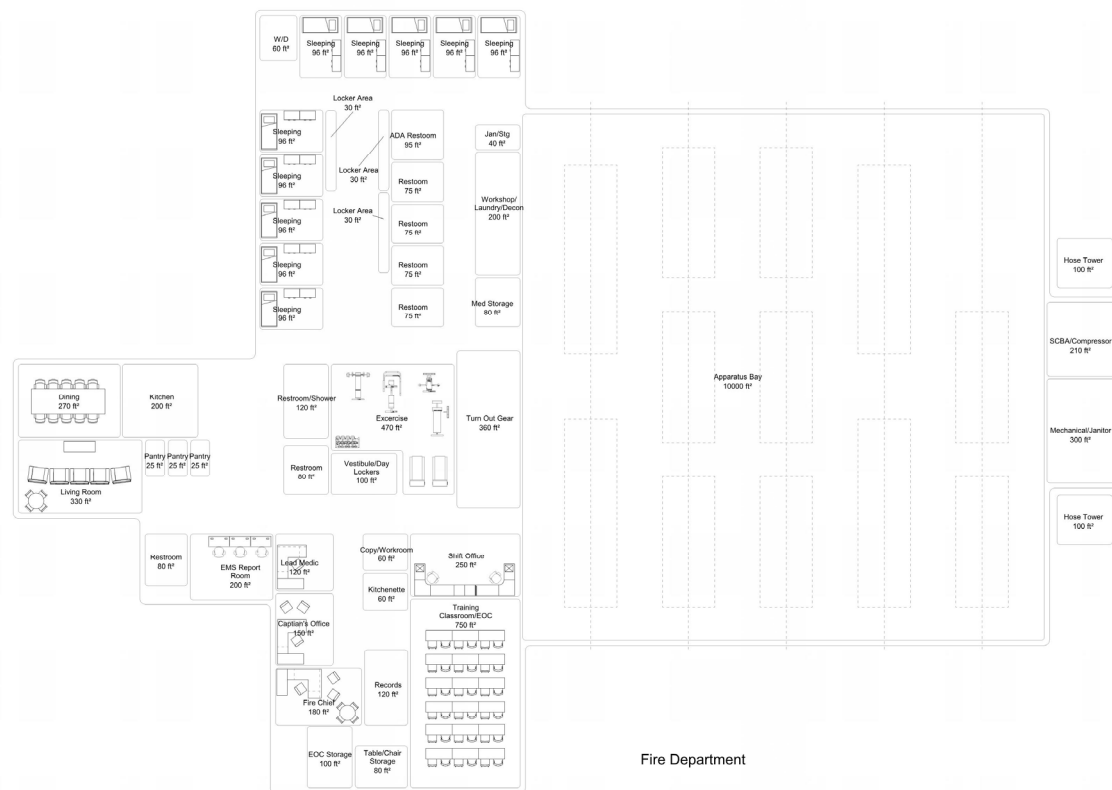 W/D
60 ft²
Sleeping
96 ft²
Sleeping
96 ft²
Sleeping
96 ft²
Sleeping
96 ft²
Sleeping
96 ft²
Locker Area
30 ft²
Sleeping
96 ft²
ADA Restoom
95 ft²
Jan/Stg
40 ft²
Locker Area
30 ft²
Sleeping
96 ft²
Restoom
75 ft²
Workshop/
Laundry/Decon
200 ft²
Locker Area
30 ft²
Sleeping
96 ft²
Restoom
75 ft²
Sleeping
96 ft²
Restoom
75 ft²
Hose Tower
100 ft²
Sleeping
96 ft²
Restoom
75 ft²
Med Storage
80 ft²
SCBA/Compressor
210 ft²
Apparatus Bay
10000 ft²
Dining
270 ft²
Kitchen
200 ft²
Restroom/Shower
120 ft²
Excercise
470 ft²
Turn Out Gear
360 ft²
Mechanical/Janitor
300 ft²
Pantry
25 ft²
Pantry
25 ft²
Pantry
25 ft²
Living Room
330 ft²
Restroom
60 ft²
Vestibule/Day
Lockers
100 ft²
Hose Tower
100 ft²
Restroom
80 ft²
EMS Report
Room
200 ft²
Lead Medic
120 ft²
Copy/Workroom
60 ft²
Shift Office
250 ft²
Kitchenette
60 ft²
Captian's Office
150 ft²
Training
Classroom/EOC
750 ft²
Fire Chief
180 ft²
Records
120 ft²
EOC Storage
100 ft²
Table/Chair
Storage
80 ft²
Fire Department